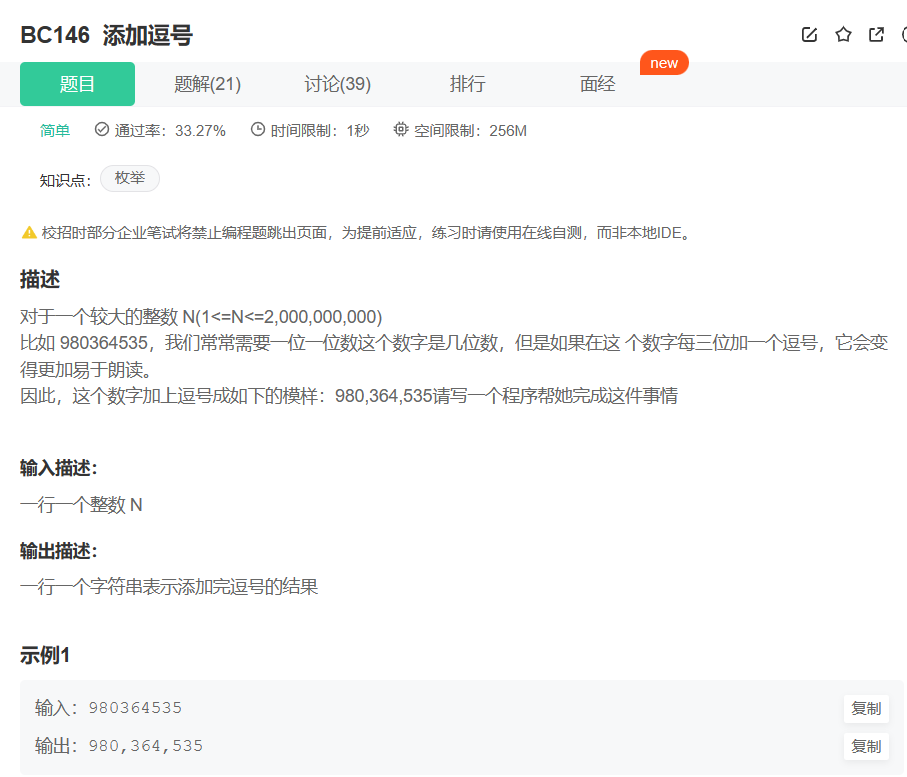 BC146 添加逗号
题目 题解(21) 讨论(39) 排行 面经 new
简单 通过率：33.27% 时间限制：1秒 空间限制：256M
知识点： 枚举
校招时部分企业笔试将禁止编程题跳出页面，为提前适应，练习时请使用在线自测，而非本地IDE。
描述
对于一个较大的整数 N(1<=N<=2,000,000,000)
比如 980364535，我们常常需要一位一位数这个数字是几位数，但是如果在这 个数字每三位加一个逗号，它会变
得更加易于朗读。
因此，这个数字加上逗号成如下的模样：980,364,535请写一个程序帮她完成这件事情
输入描述：
一行一个整数 N
输出描述：
一行一个字符串表示添加完逗号的结果
示例1
输入：980364535 复制
输出：980,364,535 复制